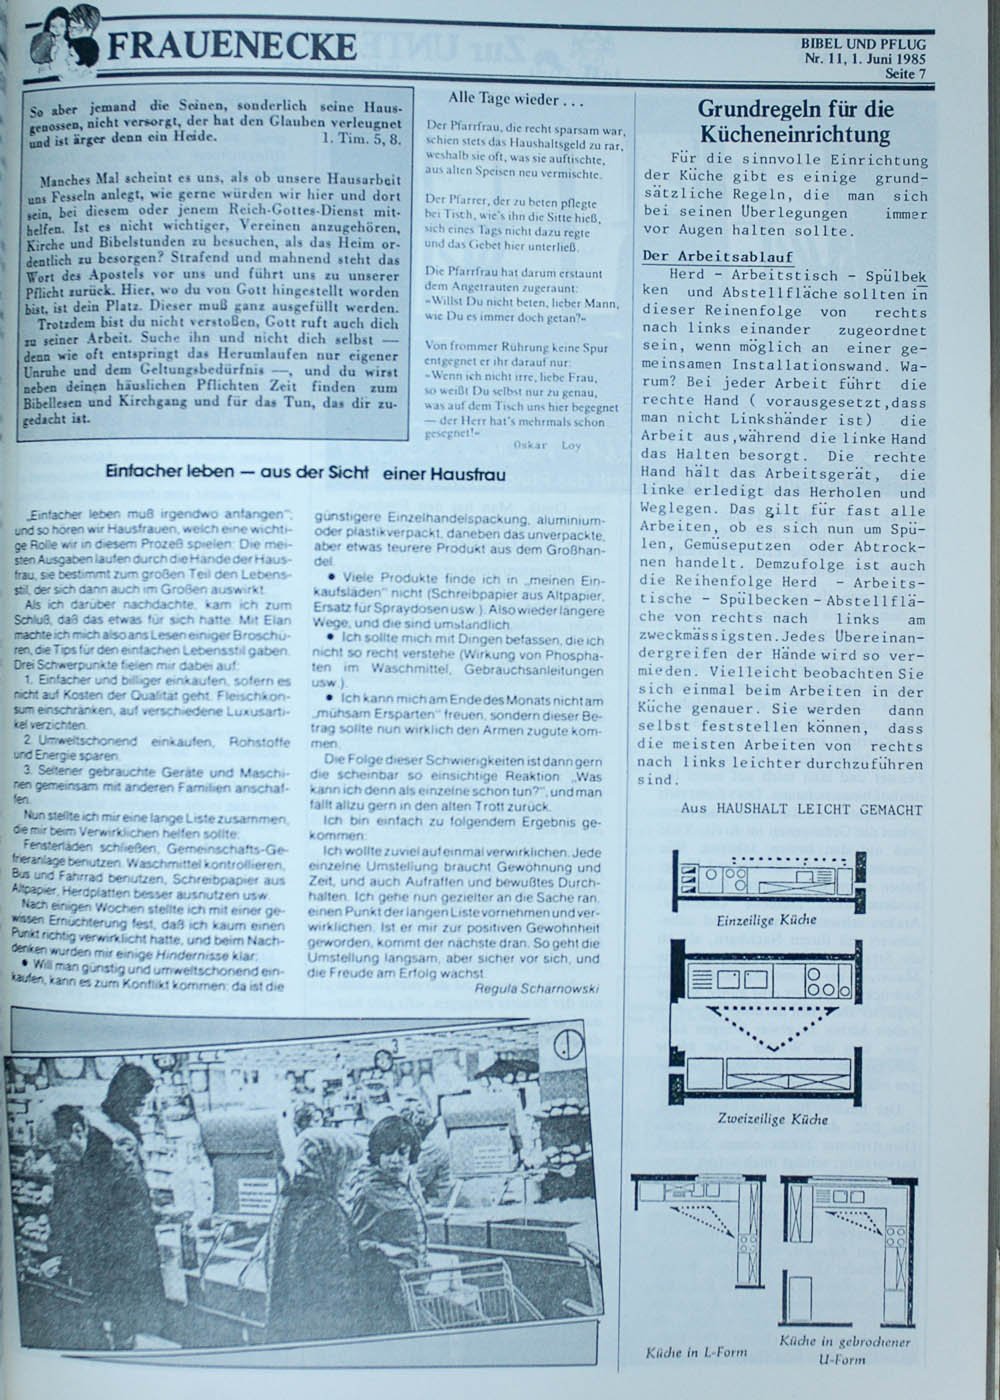 FRAUENECKE
BIBEL UND PFLUG
Nr. 11, 1. Juni 1985
Seite 7
So aber jemand die Seinen, sonderlich seine Haus-
genossen, nicht versorgt, der hat den Glauben verleugnet
und ist ärger denn ein Heide. 1. Tim. 5, 8.
Manches Mal scheint es uns, als ob unsere Hausarbeit
uns Fesseln anlegt, wie gerne würden wir hier und dort
sein, bei diesem oder jenem Reich-Gottes-Dienst mit-
helfen. Ist es nicht wichtiger, Vereinen anzugehören,
Kirche und Bibelstunden zu besuchen, als das Heim or-
dentlich zu besorgen? Strafend und mahnend steht das
Wort des Apostels vor uns und führt uns zu unserer
Pflicht zurück. Hier, wo du von Gott hingestellt worden
bist, ist dein Platz. Dieser muß ganz ausgefüllt werden.
Trotzdem bist du nicht verstoßen, Gott ruft auch dich
zu seiner Arbeit. Suche ihn und nicht dich selbst —
denn wie oft entspringt das Herumlaufen nur eigener
Unruhe und dem Geltungsbedürfnis —, und du wirst
neben deinen häuslichen Pflichten Zeit finden zum
Bibellesen und Kirchgang und für das Tun, das dir zu-
gedacht ist.
Alle Tage wieder . . .
Der Pfarrfrau, die recht sparsam war,
schien stets das Haushaltsgeld zu rar,
weshalb sie oft, was sie auftischte,
aus alten Speisen neu vermischte.
Der Pfarrer, der zu beten pflegte
bei Tisch, wie's ihn die Sitte hieß,
sich eines Tags nicht dazu regte
und das Gebet hier unterließ.
Die Pfarrfrau hat darum erstaunt
dem Angetrauten zugeraunt:
»Willst Du nicht beten, lieber Mann,
wie Du es immer doch getan?«
Von frommer Rührung keine Spur
entgegnet er ihr darauf nur:
»Wenn ich nicht irre, liebe Frau,
so weißt Du selbst nur zu genau,
was auf dem Tisch uns hier begegnet
— der Herr hat's mehrmals schon
gesegnet!«
Oskar Loy
Einfacher leben — aus der Sicht einer Hausfrau
„Einfacher leben muß irgendwo anfangen",
und so hören wir Hausfrauen, welch eine wichti-
ge Rolle wir in diesem Prozeß spielen. Die mei-
sten Ausgaben laufen durch die Hände der Haus-
frau, sie bestimmt zum großen Teil den Lebens-
stil, der sich dann auch im Großen auswirkt.
Als ich darüber nachdachte, kam ich zum
Schluß, daß das etwas für sich hatte. Mit Elan
machte ich mich also ans Lesen einiger Broschü-
ren, die Tips für den einfachen Lebensstil gaben.
Drei Schwerpunkte fielen mir dabei auf:
1. Einfacher und billiger einkaufen, sofern es
nicht auf Kosten der Qualität geht. Fleischkon-
sum einschränken, auf verschiedene Luxusarti-
kel verzichten.
2. Umweltschonend einkaufen, Rohstoffe
und Energie sparen.
3. Seltener gebrauchte Geräte und Maschi-
nen gemeinsam mit anderen Familien anschaf-
fen.
Nun stellte ich mir eine lange Liste zusammen,
die mir beim Verwirklichen helfen sollte:
Fensterläden schließen, Gemeinschafts-Ge-
frieranlage benutzen, Waschmittel kontrollieren,
Bus und Fahrrad benutzen, Schreibpapier aus
Altpapier, Herdplatten besser ausnutzen usw.
Nach einigen Wochen stellte ich mit einer ge-
wissen Ernüchterung fest, daß ich kaum einen
Punkt richtig verwirklicht hatte, und beim Nach-
denken wurden mir einige Hindernisse klar:
• Will man günstig und umweltschonend ein-
kaufen, kann es zum Konflikt kommen: da ist die
günstigere Einzelhandelspackung, aluminium-
oder plastikverpackt, daneben das unverpackte,
aber etwas teurere Produkt aus dem Großhan-
del.
• Viele Produkte finde ich in „meinen Ein-
kaufsläden" nicht (Schreibpapier aus Altpapier,
Ersatz für Spraydosen usw.). Also wieder längere
Wege, und die sind umständlich.
• Ich sollte mich mit Dingen befassen, die ich
nicht so recht verstehe (Wirkung von Phospha-
ten im Waschmittel, Gebrauchsanleitungen
usw.).
• Ich kann mich am Ende des Monats nicht am
„mühsam Ersparten" freuen, sondern dieser Be-
trag sollte nun wirklich den Armen zugute kom-
men.
Die Folge dieser Schwierigkeiten ist dann gern
die scheinbar so einsichtige Reaktion: „Was
kann ich denn als einzelne schon tun?", und man
fällt allzu gern in den alten Trott zurück.
Ich bin einfach zu folgendem Ergebnis ge-
kommen:
Ich wollte zuviel auf einmal verwirklichen. Jede
einzelne Umstellung braucht Gewöhnung und
Zeit, und auch Aufraffen und bewußtes Durch-
halten. Ich gehe nun gezielter an die Sache ran,
einen Punkt der langen Liste vornehmen und ver-
wirklichen. Ist er mir zur positiven Gewohnheit
geworden, kommt der nächste dran. So geht die
Umstellung langsam, aber sicher vor sich, und
die Freude am Erfolg wächst.
Regula Scharnowski
Grundregeln für die
Kücheneinrichtung
Für die sinnvolle Einrichtung
der Küche gibt es einige grund-
sätzliche Regeln, die man sich
bei seinen Überlegungen immer
vor Augen halten sollte.
Der Arbeitsablauf
Herd - Arbeitstisch - Spülbek
ken und Abstellfläche sollten in
dieser Reinenfolge von rechts
nach links einander zugeordnet
sein, wenn möglich an einer ge-
meinsamen Installationswand. Wa-
rum? Bei jeder Arbeit führt die
rechte Hand ( vorausgesetzt,dass
man nicht Linkshänder ist) die
Arbeit aus,während die linke Hand
das Halten besorgt. Die rechte
Hand hält das Arbeitsgerät, die
linke erledigt das Herholen und
Weglegen. Das gilt für fast alle
Arbeiten, ob es sich nun um Spü-
len, Gemüseputzen oder Abtrock-
nen handelt. Demzufolge ist auch
die Reihenfolge Herd - Arbeits-
tische - Spülbecken - Abstellflä-
che von rechts nach links am
zweckmässigsten.Jedes Übereinan-
dergreifen der Hände wird so ver-
mieden. Vielleicht beobachten Sie
sich einmal beim Arbeiten in der
Küche genauer. Sie werden dann
selbst feststellen können, dass
die meisten Arbeiten von rechts
nach links leichter durchzuführen
sind.
Aus HAUSHALT LEICHT GEMACHT
Einzeilige Küche
Zweizeilige Küche
Küche in L-Form
Küche in gebrochener
U-Form
3